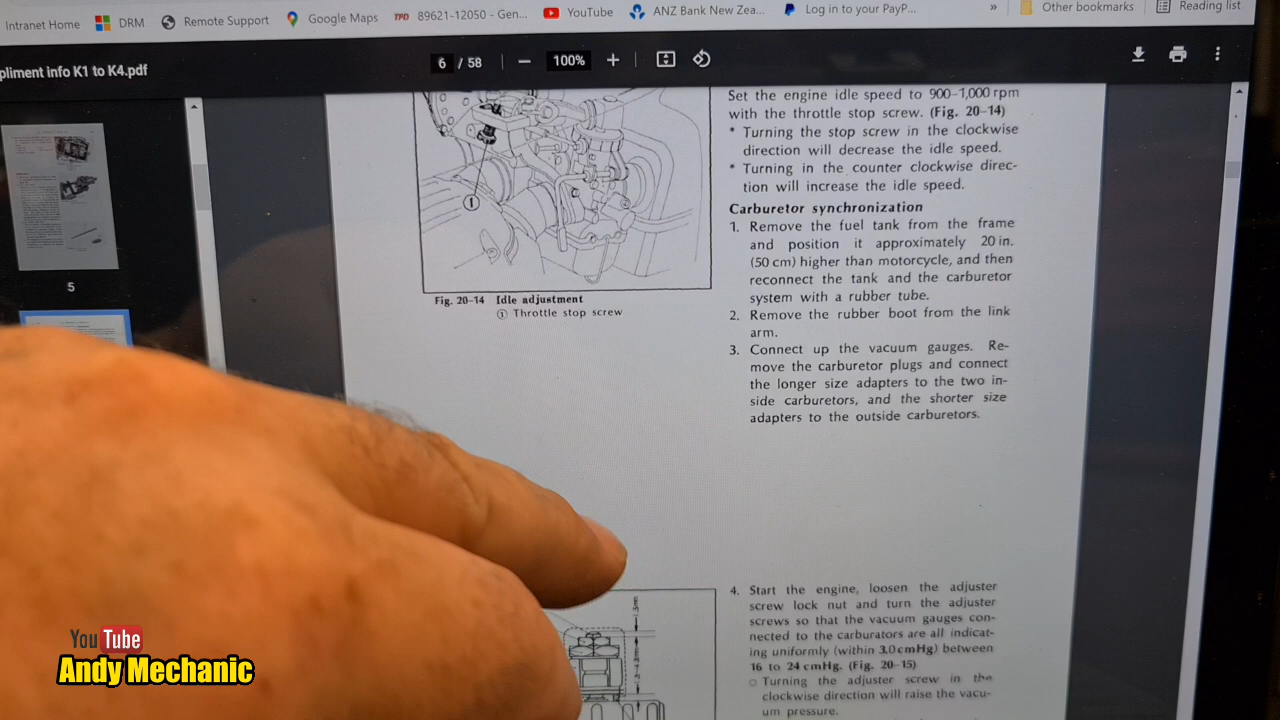 Intranet Home DRM Remote Support Google Maps TPD 89621-12050 - Gen... YouTube ANZ Bank New Zea... Log in to your PayP... » Other bookmarks Reading list
pliment info K1 to K4.pdf
6 / 58 — 100% +
5
Set the engine idle speed to 900-1,000 rpm
with the throttle stop screw. (Fig. 20-14)
* Turning the stop screw in the clockwise
direction will decrease the idle speed.
* Turning in the counter clockwise direc-
tion will increase the idle speed.
①
Fig. 20-14 Idle adjustment
① Throttle stop screw
Carburetor synchronization
1. Remove the fuel tank from the frame
and position it approximately 20 in.
(50 cm) higher than motorcycle, and then
reconnect the tank and the carburetor
system with a rubber tube.
2. Remove the rubber boot from the link
arm.
3. Connect up the vacuum gauges. Re-
move the carburetor plugs and connect
the longer size adapters to the two in-
side carburetors, and the shorter size
adapters to the outside carburetors.
4. Start the engine, loosen the adjuster
screw lock nut and turn the adjuster
screws so that the vacuum gauges con-
nected to the carburators are all indicat-
ing uniformly (within 3.0 cmHg) between
16 to 24 cmHg. (Fig. 20-15)
○ Turning the adjuster screw in the
clockwise direction will raise the vacu-
um pressure.
YouTube
Andy Mechanic